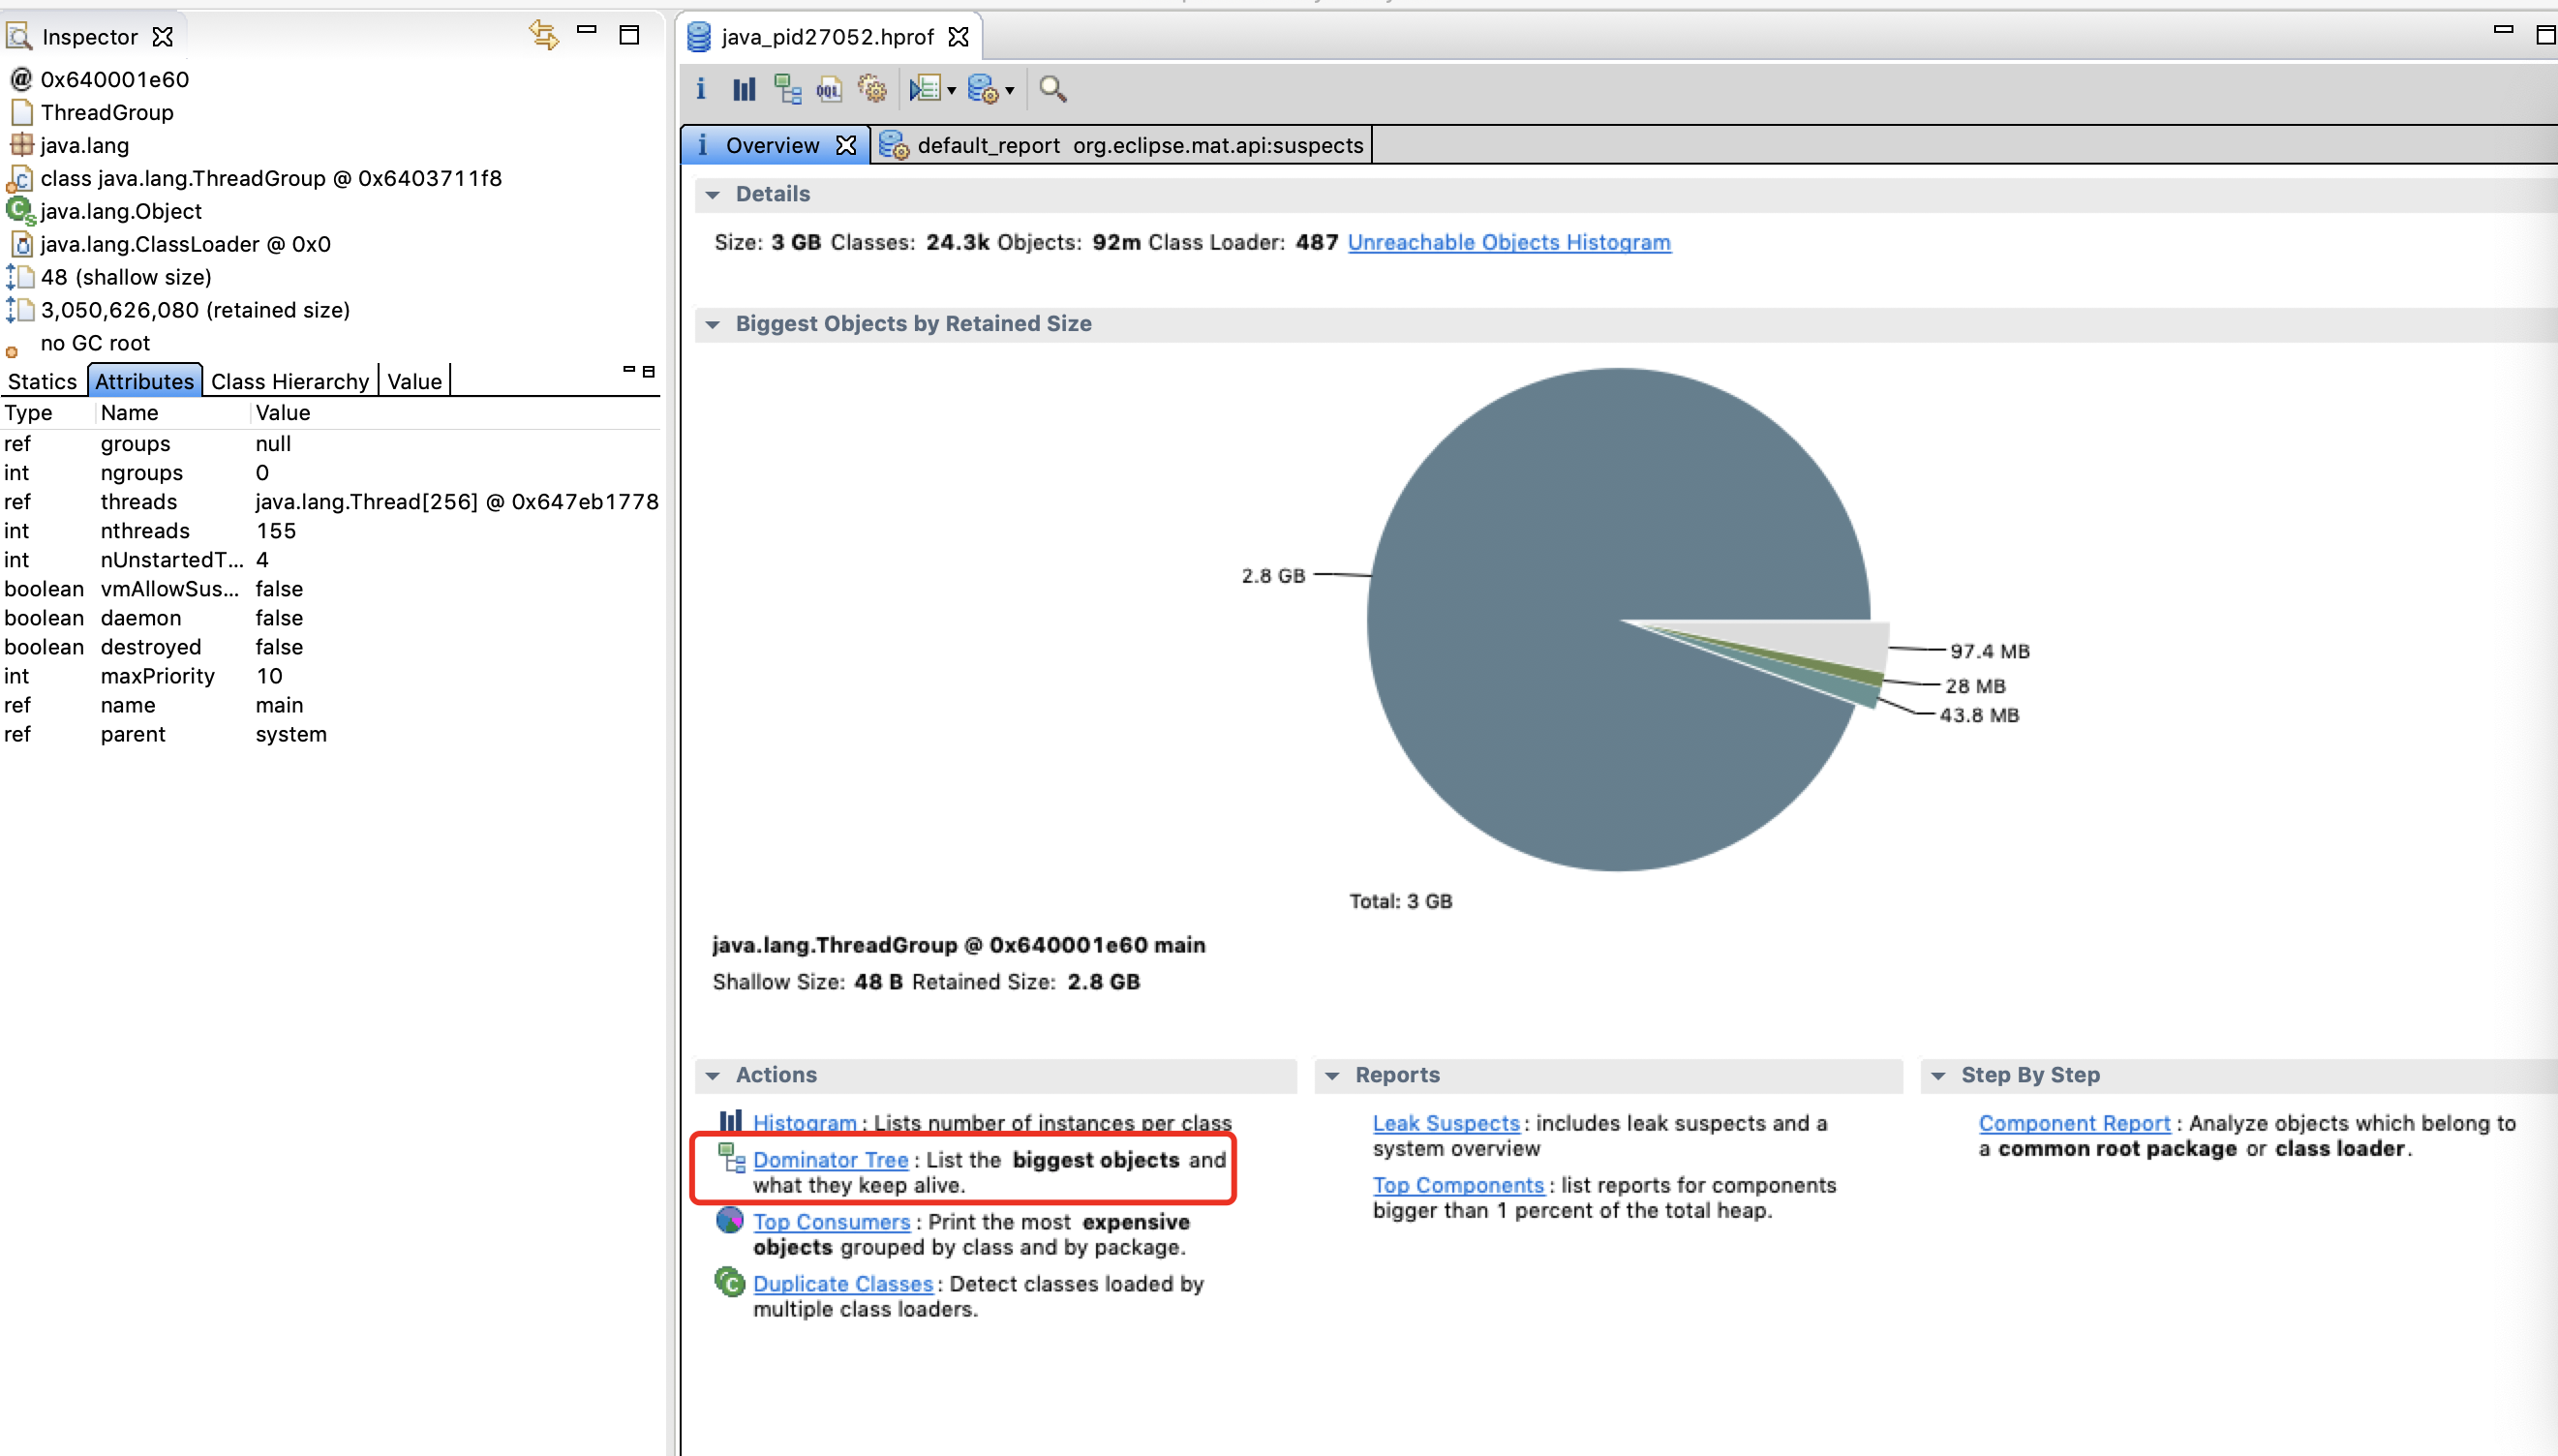 Inspector
@ 0x640001e60
ThreadGroup
java.lang
class java.lang.ThreadGroup @ 0x6403711f8
java.lang.Object
java.lang.ClassLoader @ 0x0
48 (shallow size)
3,050,626,080 (retained size)
no GC root
Statics Attributes Class Hierarchy Value
Type Name Value
ref groups null
int ngroups 0
ref threads java.lang.Thread[256] @ 0x647eb1778
int nthreads 155
int nUnstartedT... 4
boolean vmAllowSus... false
boolean daemon false
boolean destroyed false
int maxPriority 10
ref name main
ref parent system
java_pid27052.hprof
i OQL
i Overview default_report org.eclipse.mat.api:suspects
Details
Size: 3 GB Classes: 24.3k Objects: 92m Class Loader: 487 Unreachable Objects Histogram
Biggest Objects by Retained Size
2.8 GB
97.4 MB
28 MB
43.8 MB
Total: 3 GB
java.lang.ThreadGroup @ 0x640001e60 main
Shallow Size: 48 B Retained Size: 2.8 GB
Actions
Histogram : Lists number of instances per class
Dominator Tree : List the biggest objects and
what they keep alive.
Top Consumers : Print the most expensive
objects grouped by class and by package.
Duplicate Classes : Detect classes loaded by
multiple class loaders.
Reports
Leak Suspects : includes leak suspects and a
system overview
Top Components : list reports for components
bigger than 1 percent of the total heap.
Step By Step
Component Report : Analyze objects which belong to
a common root package or class loader.